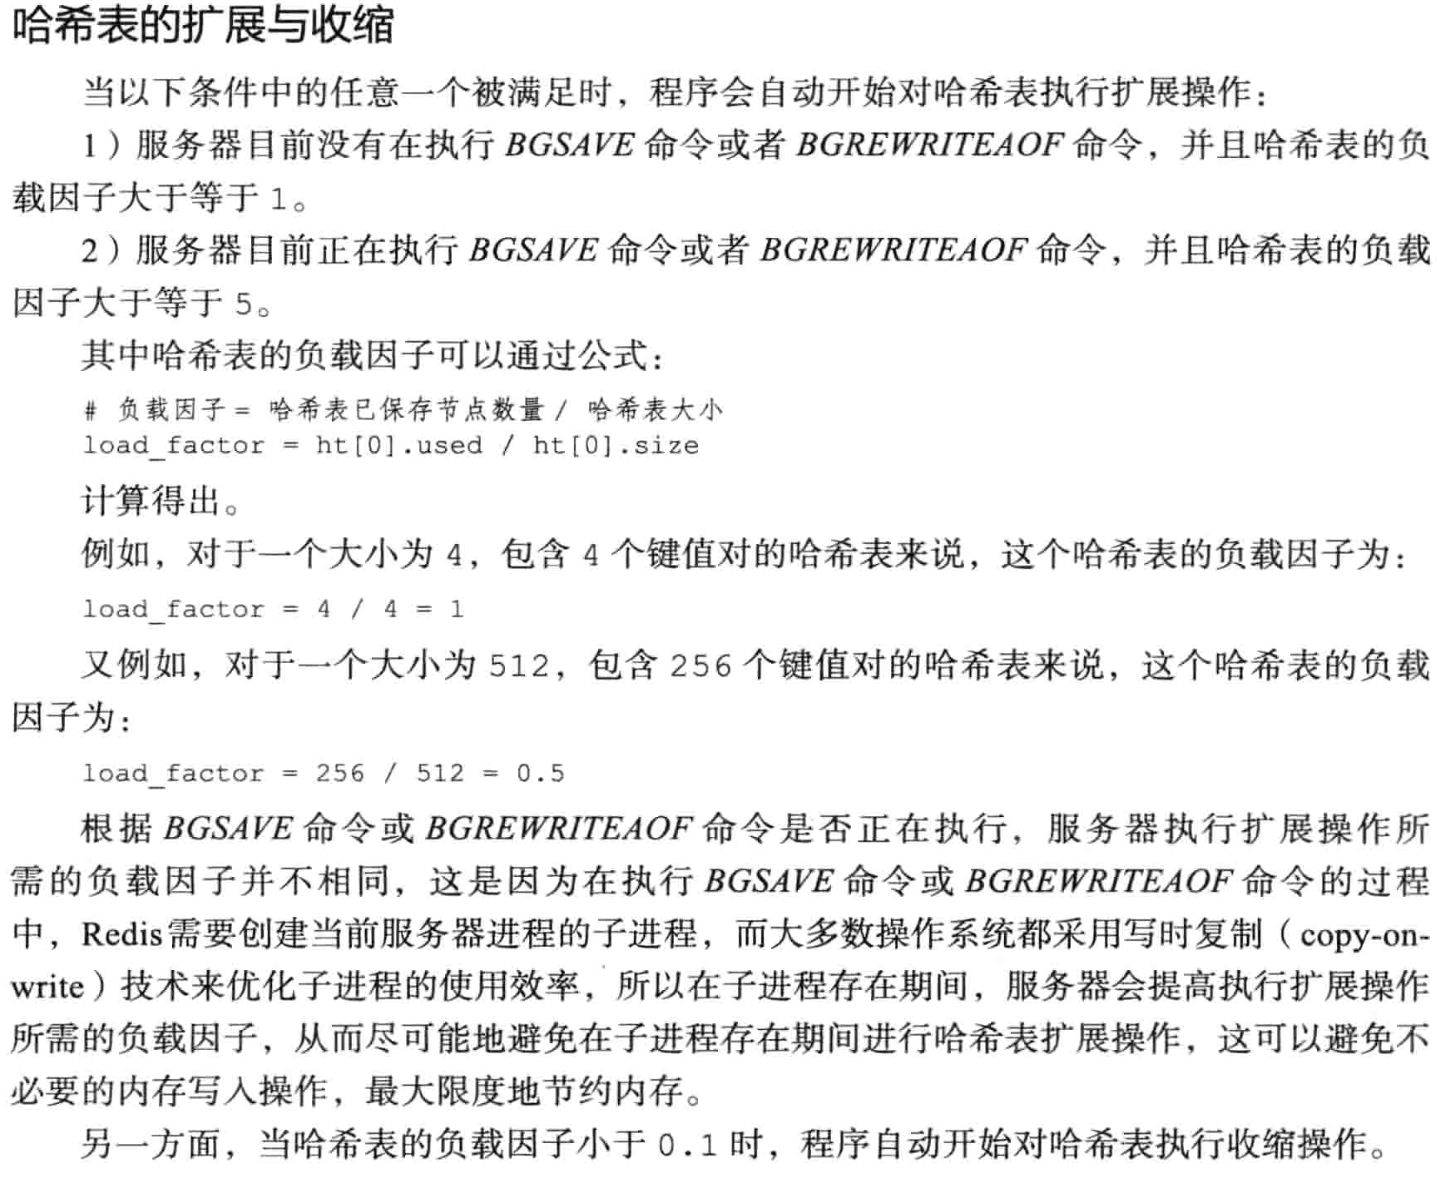 哈希表的扩展与收缩
当以下条件中的任意一个被满足时，程序会自动开始对哈希表执行扩展操作：
1）服务器目前没有在执行 BGSAVE 命令或者 BGREWRITEAOF 命令，并且哈希表的负
载因子大于等于 1。
2）服务器目前正在执行 BGSAVE 命令或者 BGREWRITEAOF 命令，并且哈希表的负载
因子大于等于 5。
其中哈希表的负载因子可以通过公式：
# 负载因子 = 哈希表已保存节点数量 / 哈希表大小
load_factor = ht[0].used / ht[0].size
计算得出。
例如，对于一个大小为 4，包含 4 个键值对的哈希表来说，这个哈希表的负载因子为：
load_factor = 4 / 4 = 1
又例如，对于一个大小为 512，包含 256 个键值对的哈希表来说，这个哈希表的负载
因子为：
load_factor = 256 / 512 = 0.5
根据 BGSAVE 命令或 BGREWRITEAOF 命令是否正在执行，服务器执行扩展操作所
需的负载因子并不相同，这是因为在执行 BGSAVE 命令或 BGREWRITEAOF 命令的过程
中，Redis需要创建当前服务器进程的子进程，而大多数操作系统都采用写时复制（copy-on-
write）技术来优化子进程的使用效率，所以在子进程存在期间，服务器会提高执行扩展操作
所需的负载因子，从而尽可能地避免在子进程存在期间进行哈希表扩展操作，这可以避免不
必要的内存写入操作，最大限度地节约内存。
另一方面，当哈希表的负载因子小于 0.1 时，程序自动开始对哈希表执行收缩操作。